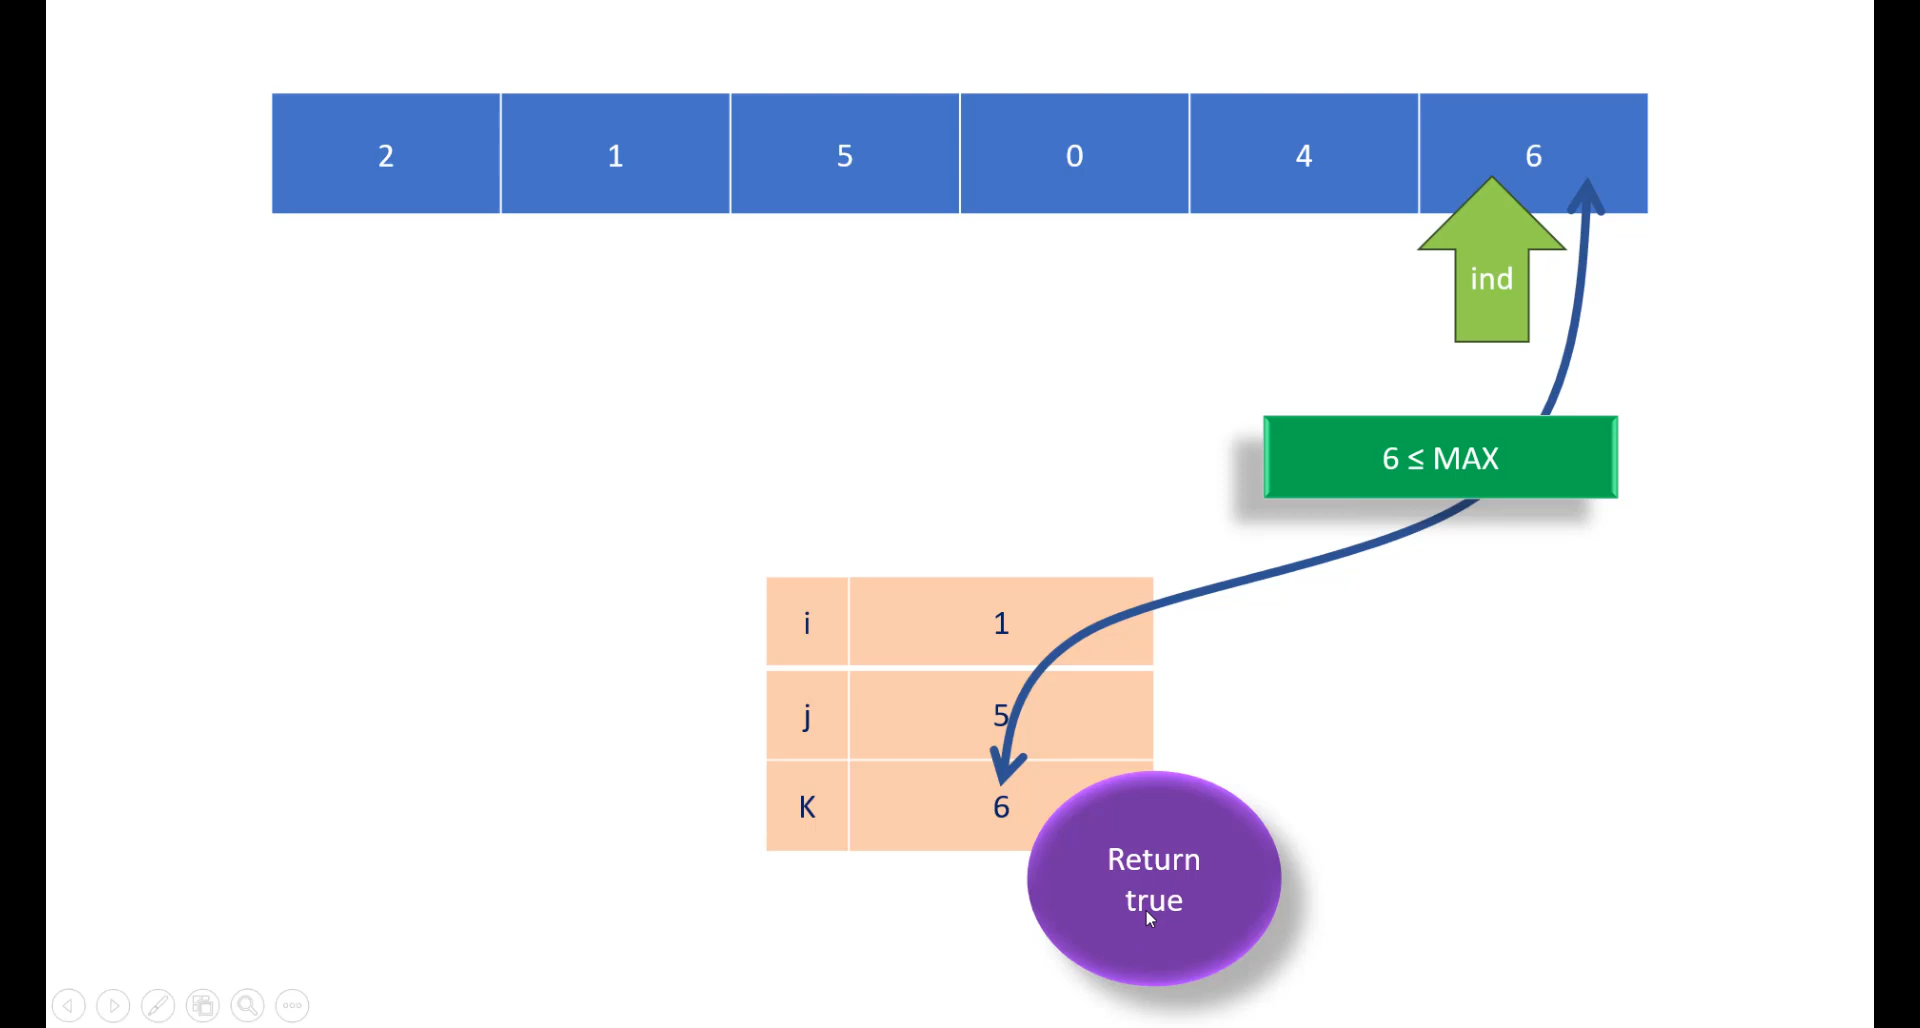 2 1 5 0 4 6
ind
6 ≤ MAX
i 1
j 5
K 6
Return
true